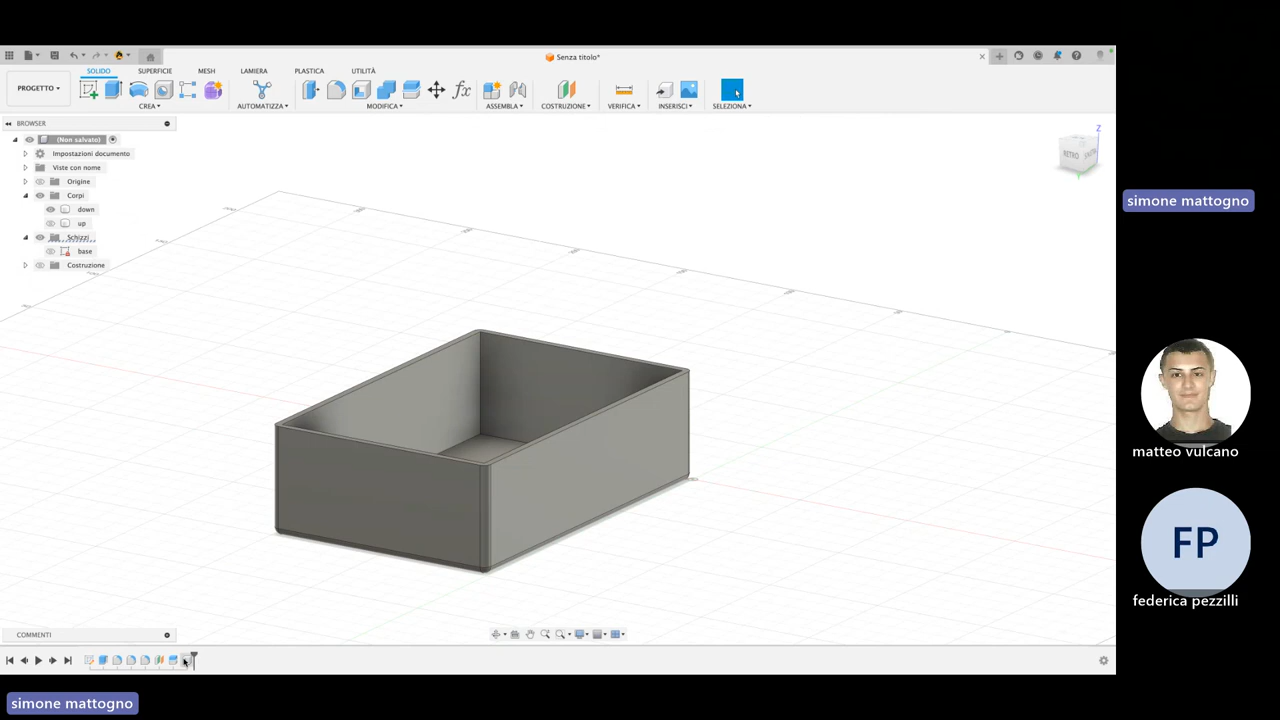 Senza titolo*
PROGETTO
SOLIDO
SUPERFICIE
MESH
LAMIERA
PLASTICA
UTILITÀ
CREA
AUTOMATIZZA
MODIFICA
ASSEMBLA
COSTRUZIONE
VERIFICA
INSERISCI
SELEZIONA
BROWSER
(Non salvato)
Impostazioni documento
Viste con nome
Origine
Corpi
down
up
Schizzi
base
Costruzione
Z
RETRO
simone mattogno
matteo vulcano
FP
federica pezzilli
COMMENTI
simone mattogno